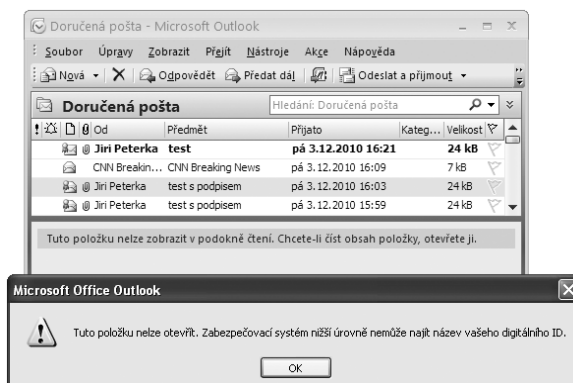 Doručená pošta - Microsoft Outlook
Soubor Úpravy Zobrazit Přejít Nástroje Akce Nápověda
Nová Odpovědět Předat dál Odeslat a přijmout
Doručená pošta Hledání: Doručená pošta
Od Předmět Přijato Kateg... Velikost
Jiri Peterka test pá 3.12.2010 16:21 24 kB
CNN Breakin... CNN Breaking News pá 3.12.2010 16:09 7 kB
Jiri Peterka test s podpisem pá 3.12.2010 16:03 24 kB
Jiri Peterka test s podpisem pá 3.12.2010 15:59 24 kB
Tuto položku nelze zobrazit v podokně čtení. Chcete-li číst obsah položky, otevřete ji.
Microsoft Office Outlook
Tuto položku nelze otevřít. Zabezpečovací systém nižší úrovně nemůže najít název vašeho digitálního ID.
OK